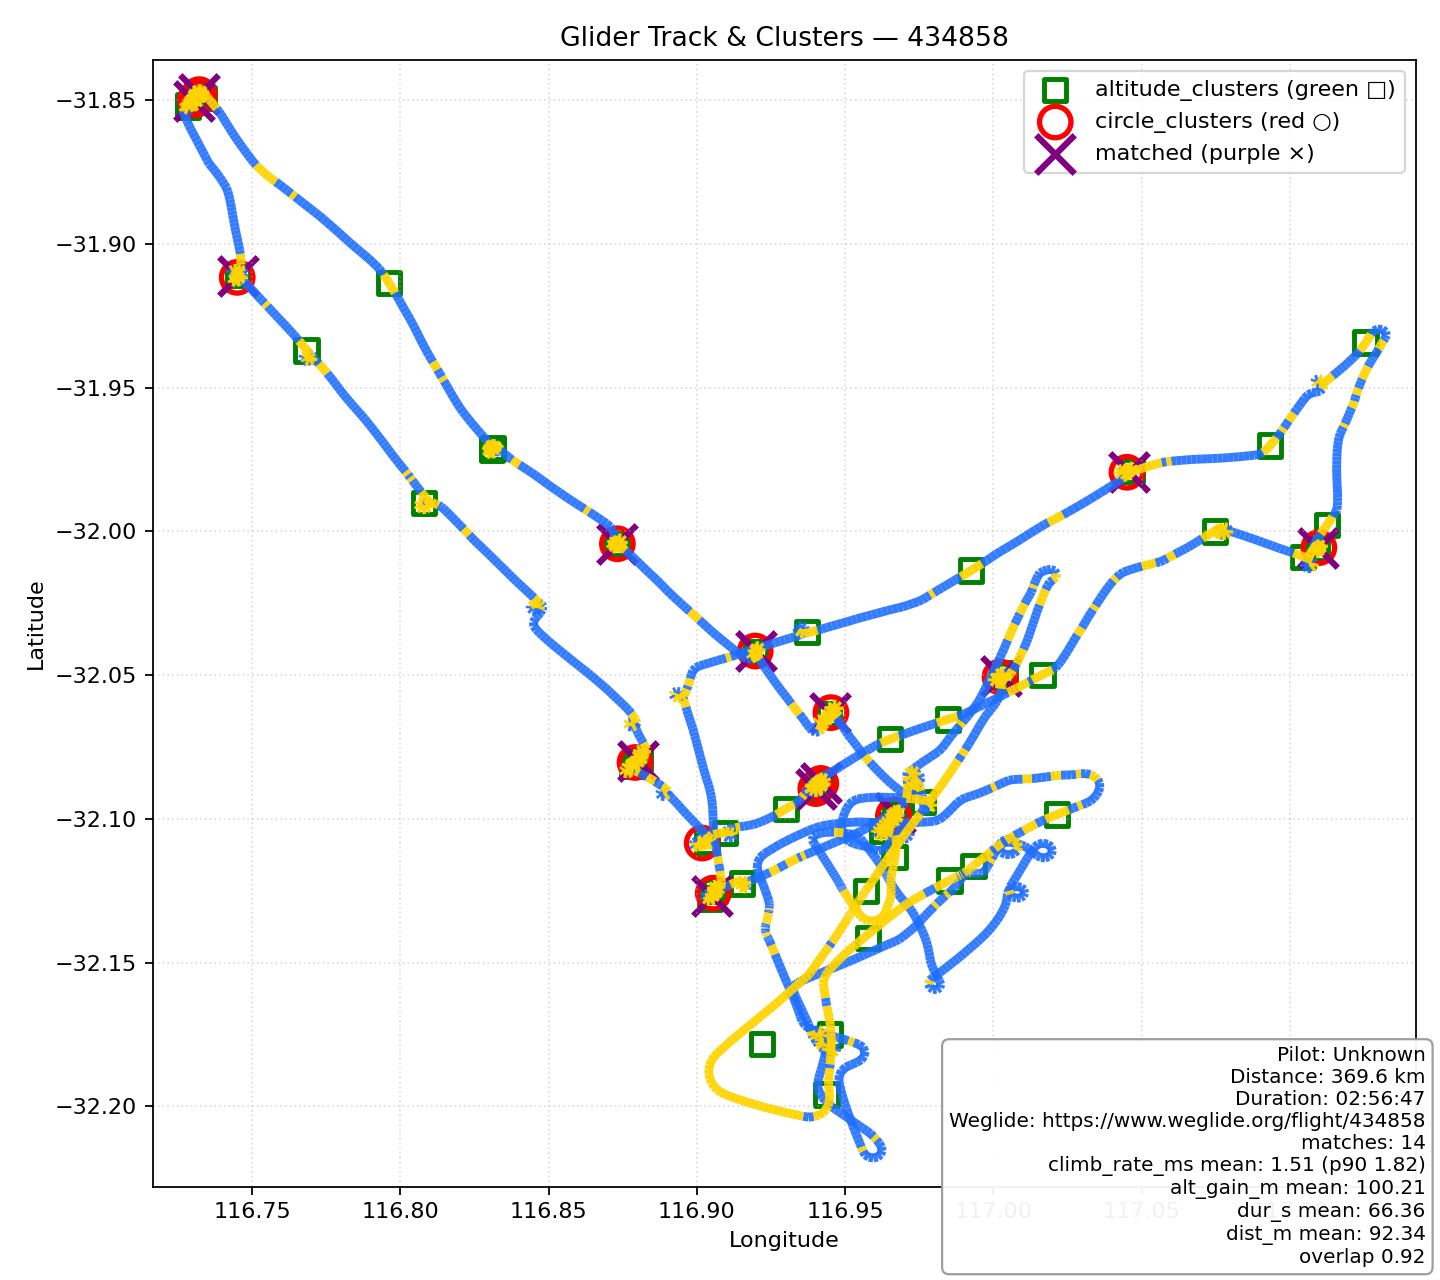 Glider Track & Clusters — 434858
altitude_clusters (green □)
circle_clusters (red ○)
matched (purple ×)
−31.85
−31.90
−31.95
−32.00
−32.05
−32.10
−32.15
−32.20
Latitude
116.75
116.80
116.85
116.90
116.95
117.00
117.05
Longitude
Pilot: Unknown
Distance: 369.6 km
Duration: 02:56:47
Weglide: https://www.weglide.org/flight/434858
matches: 14
climb_rate_ms mean: 1.51 (p90 1.82)
alt_gain_m mean: 100.21
dur_s mean: 66.36
dist_m mean: 92.34
overlap 0.92